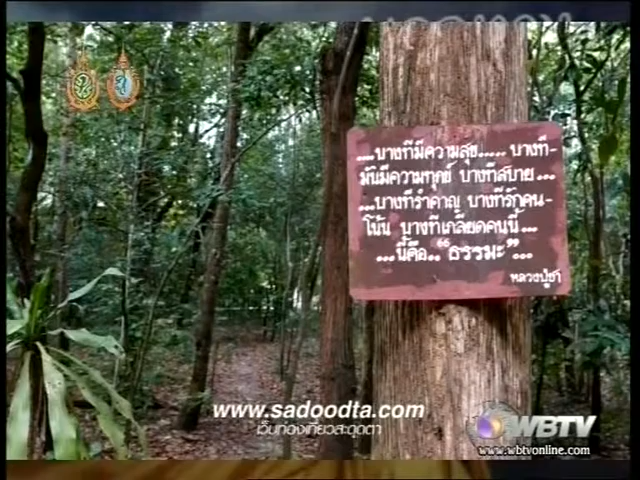 ...บางทีมีความสุข..... บางที-
มันมีความทุกข์ บางทีสบาย...
...บางทีรำคาญ บางทีรักคน-
โน้น บางทีเกลียดคนนี้...
...นี้คือ.. "ธรรมะ" ...
หลวงปู่ชา
www.sadoodta.com
เว็บท่องเที่ยวสะดุดตา
WBTV
www.wbtvonline.com